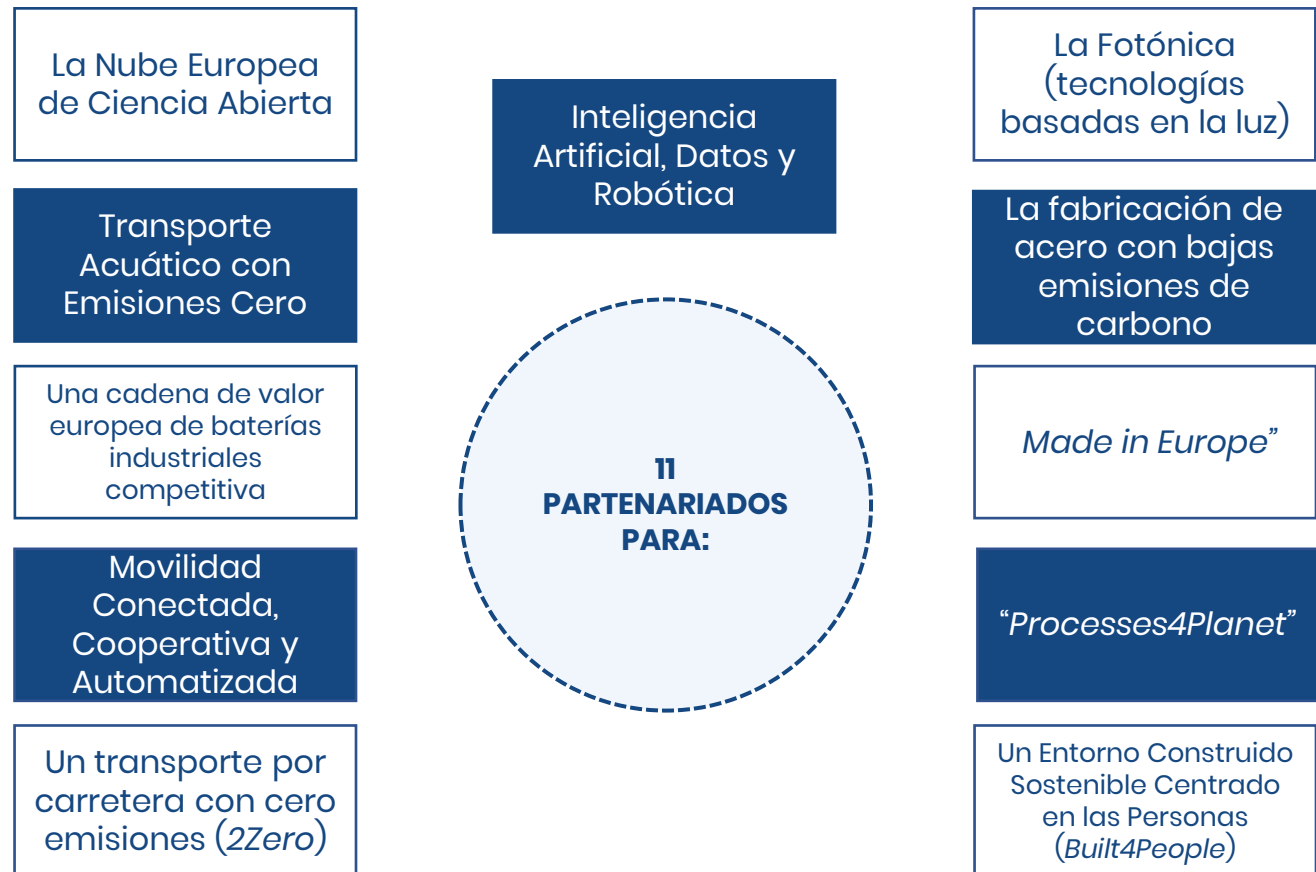 La Nube Europea
de Ciencia Abierta
Transporte
Acuático con
Emisiones Cero
Una cadena de valor
europea de baterías
industriales
competitiva
Movilidad
Conectada,
Cooperativa y
Automatizada
Un transporte por
carretera con cero
emisiones (2Zero)
Inteligencia
Artificial, Datos y
Robótica
11
PARTENARIADOS
PARA:
La Fotónica
(tecnologías
basadas en la luz)
La fabricación de
acero con bajas
emisiones de
carbono
Made in Europe”
“Processes4Planet”
Un Entorno Construido
Sostenible Centrado
en las Personas
(Built4People)